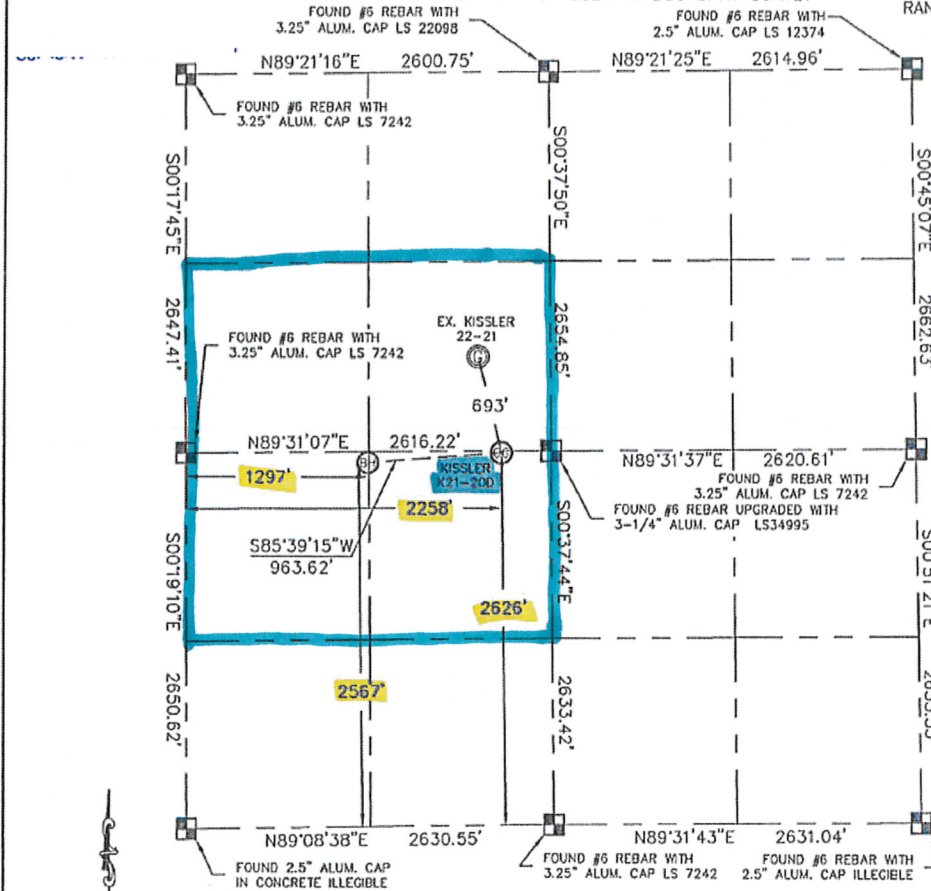 RAN
FOUND #6 REBAR WITH
3.25" ALUM. CAP LS 22098
FOUND #6 REBAR WITH
2.5" ALUM. CAP LS 12374
N89°21'16"E 2600.75'
N89°21'25"E 2614.96'
FOUND #6 REBAR WITH
3.25" ALUM. CAP LS 7242
S00°17'45"E
2647.41'
S00°37'50"E
2654.85'
S00°45'07"E
2662.63'
EX. KISSLER
22-21
G
693'
FOUND #6 REBAR WITH
3.25" ALUM. CAP LS 7242
N89°31'07"E 2616.22'
BH
KISSLER
K21-20D
1297'
2258'
S85°39'15"W
963.62'
N89°31'37"E 2620.61'
FOUND #6 REBAR WITH
3.25" ALUM. CAP LS 7242
FOUND #6 REBAR UPGRADED WITH
3-1/4" ALUM. CAP LS34995
S00°19'10"E
2650.62'
S00°37'44"E
2633.42'
2626'
2567'
N89°08'38"E 2630.55'
N89°31'43"E 2631.04'
FOUND 2.5" ALUM. CAP
IN CONCRETE ILLEGIBLE
FOUND #6 REBAR WITH
3.25" ALUM. CAP LS 7242
FOUND #6 REBAR WITH
2.5" ALUM. CAP ILLEGIBLE